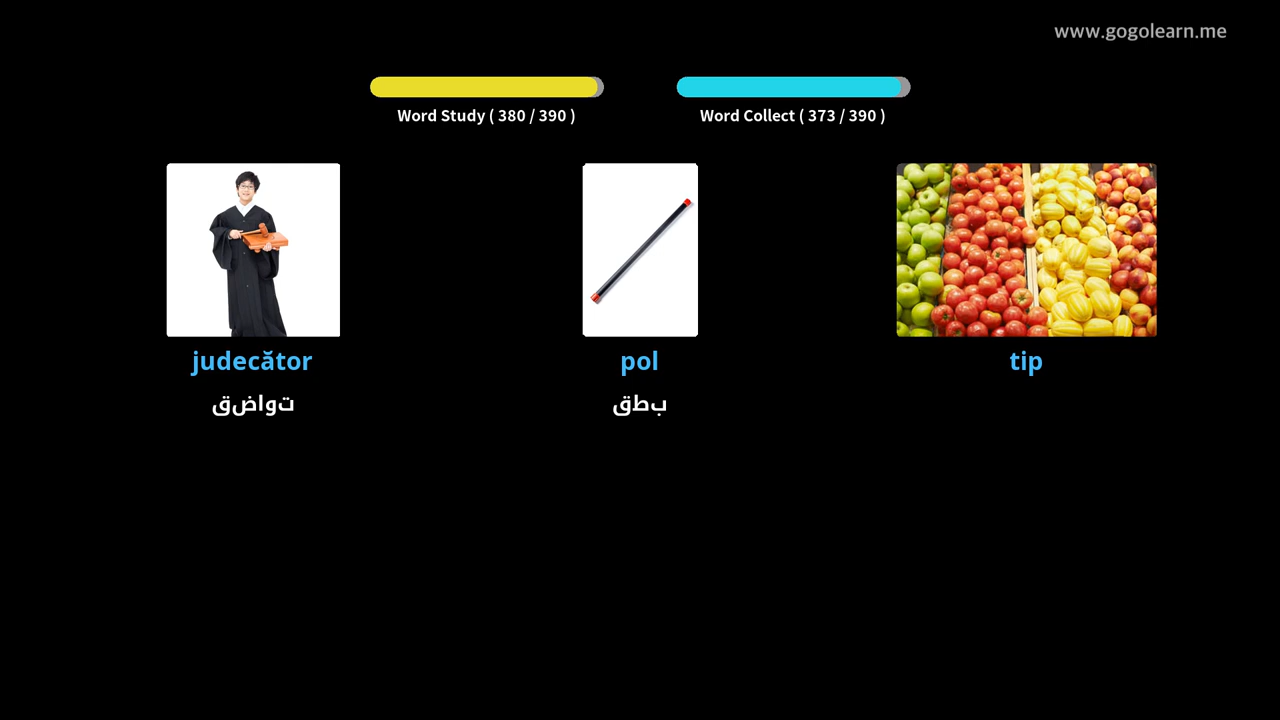 www.gogolearn.me
Word Study ( 380 / 390 )
Word Collect ( 373 / 390 )
judecător
pol
tip
تواضق
بطق